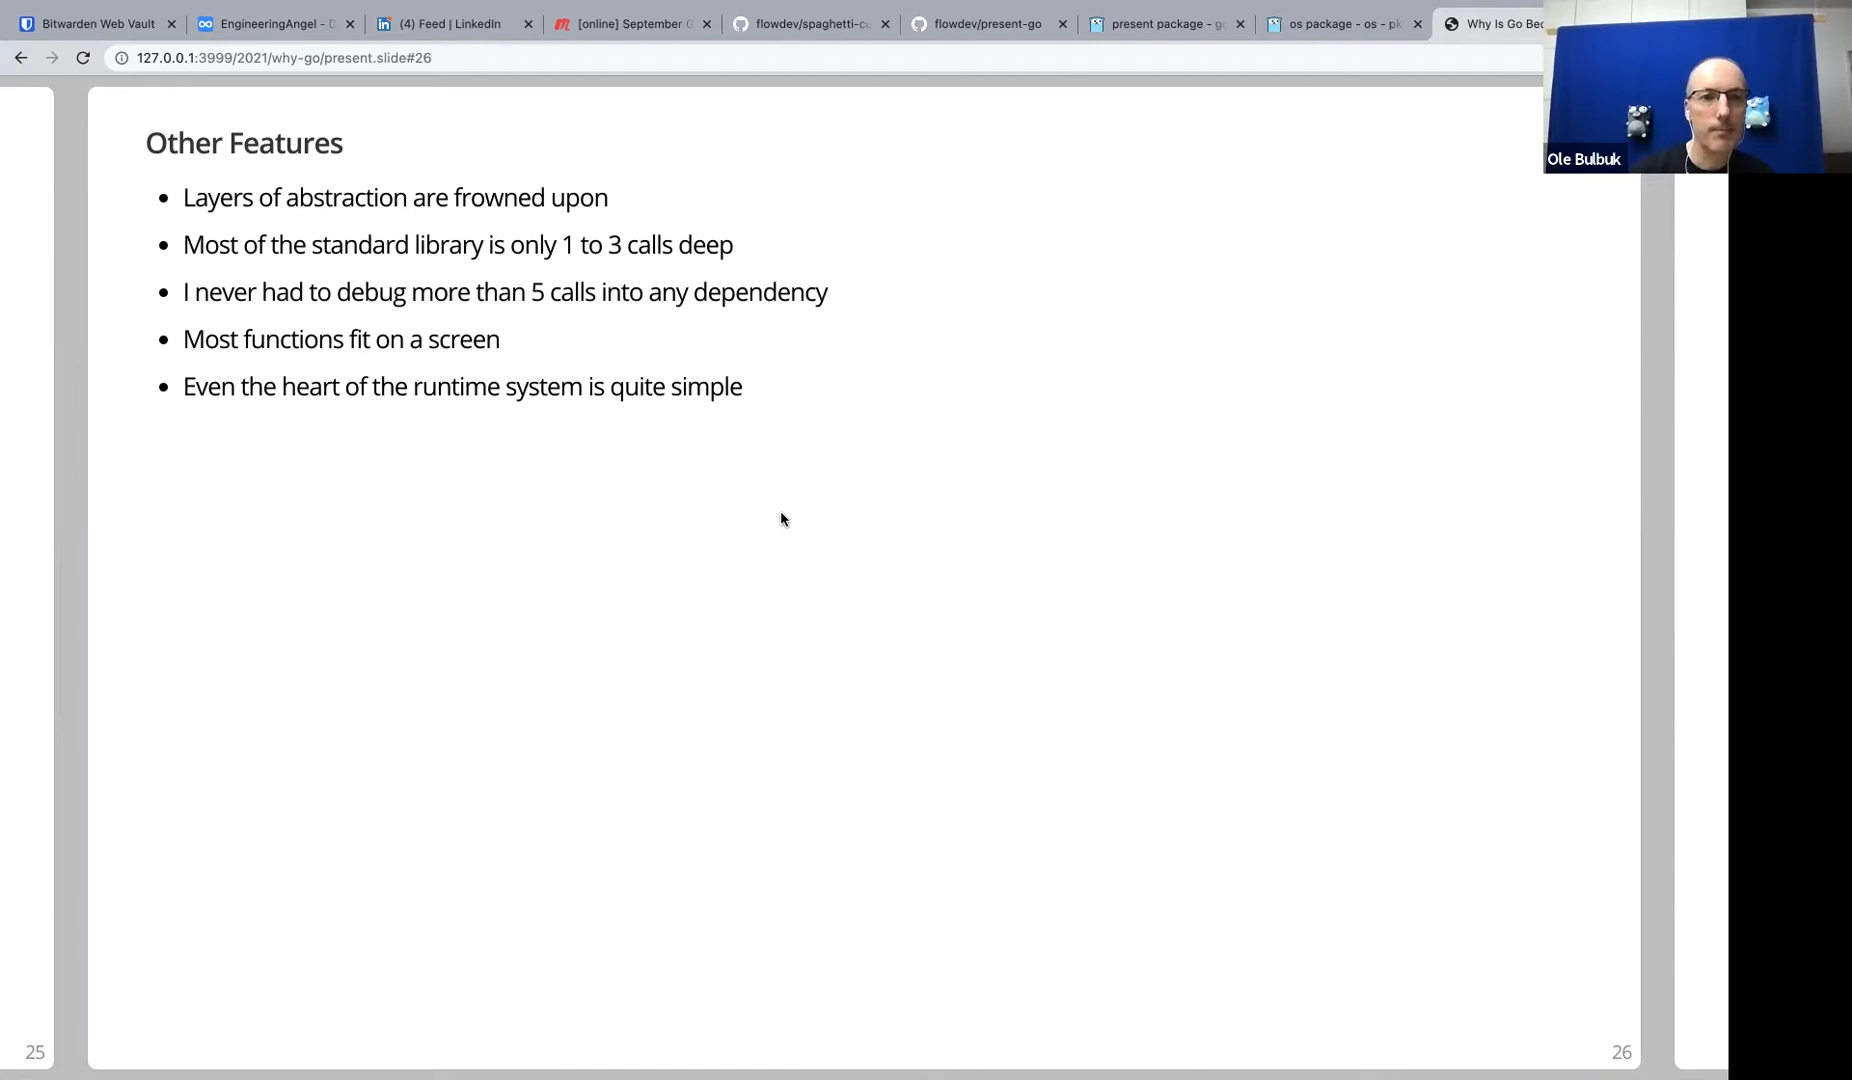 Bitwarden Web Vault
EngineeringAngel - D
(4) Feed | LinkedIn
[online] September G
flowdev/spaghetti-cu
flowdev/present-go
present package - go
os package - os - pk
Why Is Go Bec
127.0.0.1:3999/2021/why-go/present.slide#26
Ole Bulbuk
Other Features
• Layers of abstraction are frowned upon
• Most of the standard library is only 1 to 3 calls deep
• I never had to debug more than 5 calls into any dependency
• Most functions fit on a screen
• Even the heart of the runtime system is quite simple
25
26